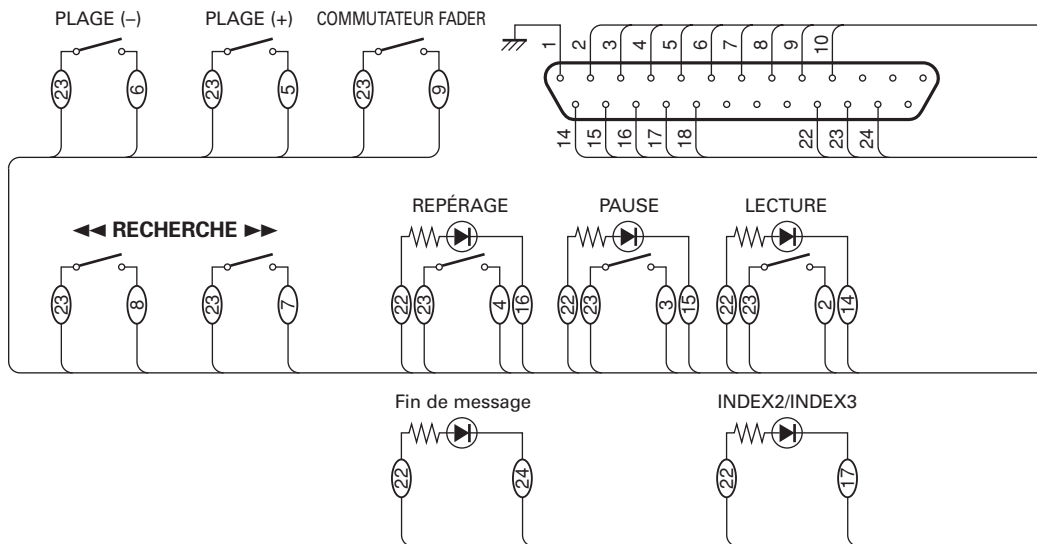 PLAGE (–) PLAGE (+) COMMUTATEUR FADER
1 2 3 4 5 6 7 8 9 10
23 6 23 5 23 9
14 15 16 17 18 22 23 24
◄◄ RECHERCHE ►►
REPÉRAGE PAUSE LECTURE
23 8 23 7 22 23 4 16 22 23 3 15 22 23 2 14
Fin de message INDEX2/INDEX3
22 24 22 17